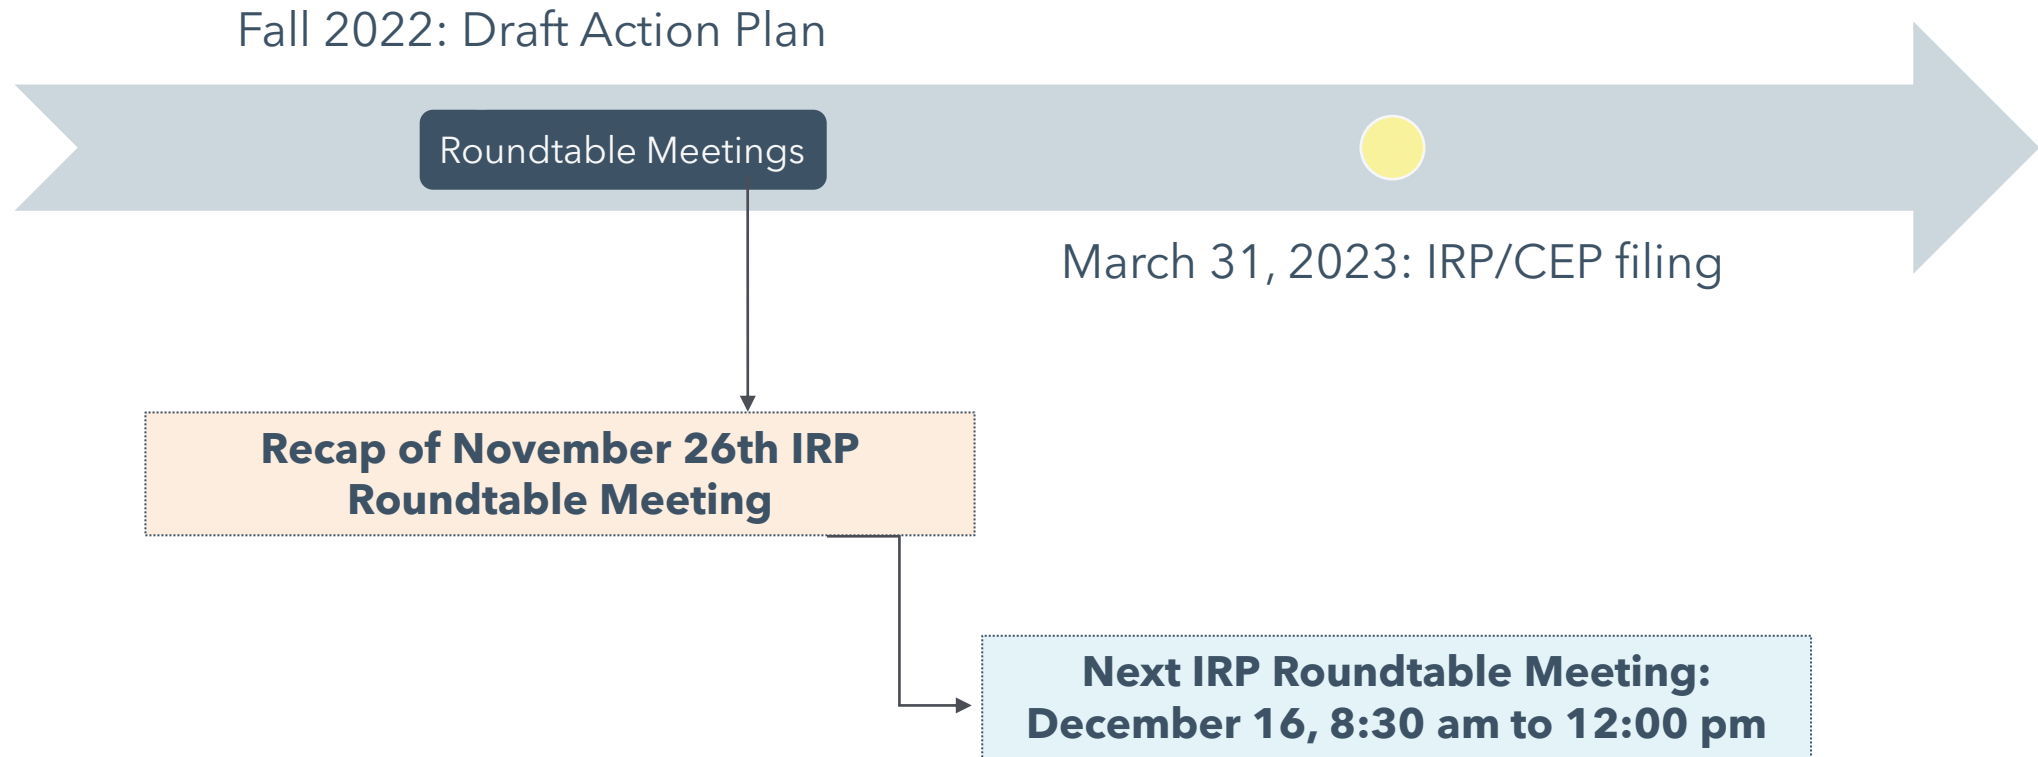 Fall 2022: Draft Action Plan
Roundtable Meetings
March 31, 2023: IRP/CEP filing
Recap of November 26th IRP
Roundtable Meeting
Next IRP Roundtable Meeting:
December 16, 8:30 am to 12:00 pm